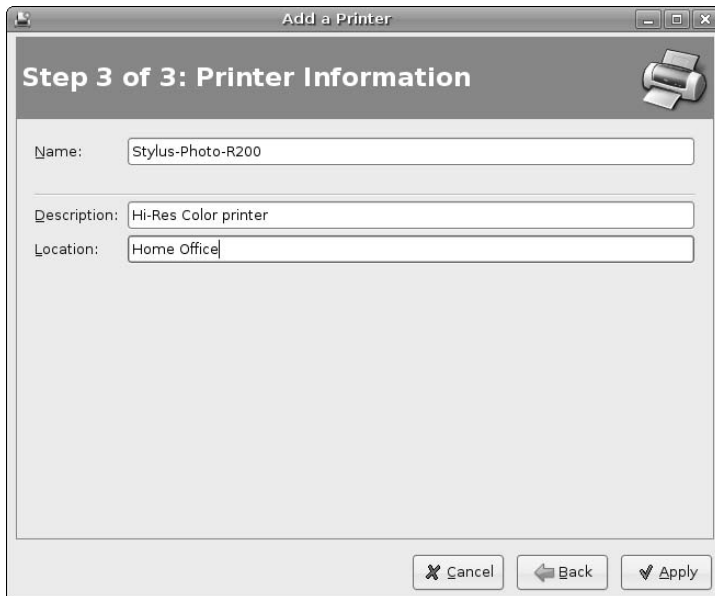 Add a Printer
Step 3 of 3: Printer Information
Name: Stylus-Photo-R200
Description: Hi-Res Color printer
Location: Home Office
Cancel Back Apply